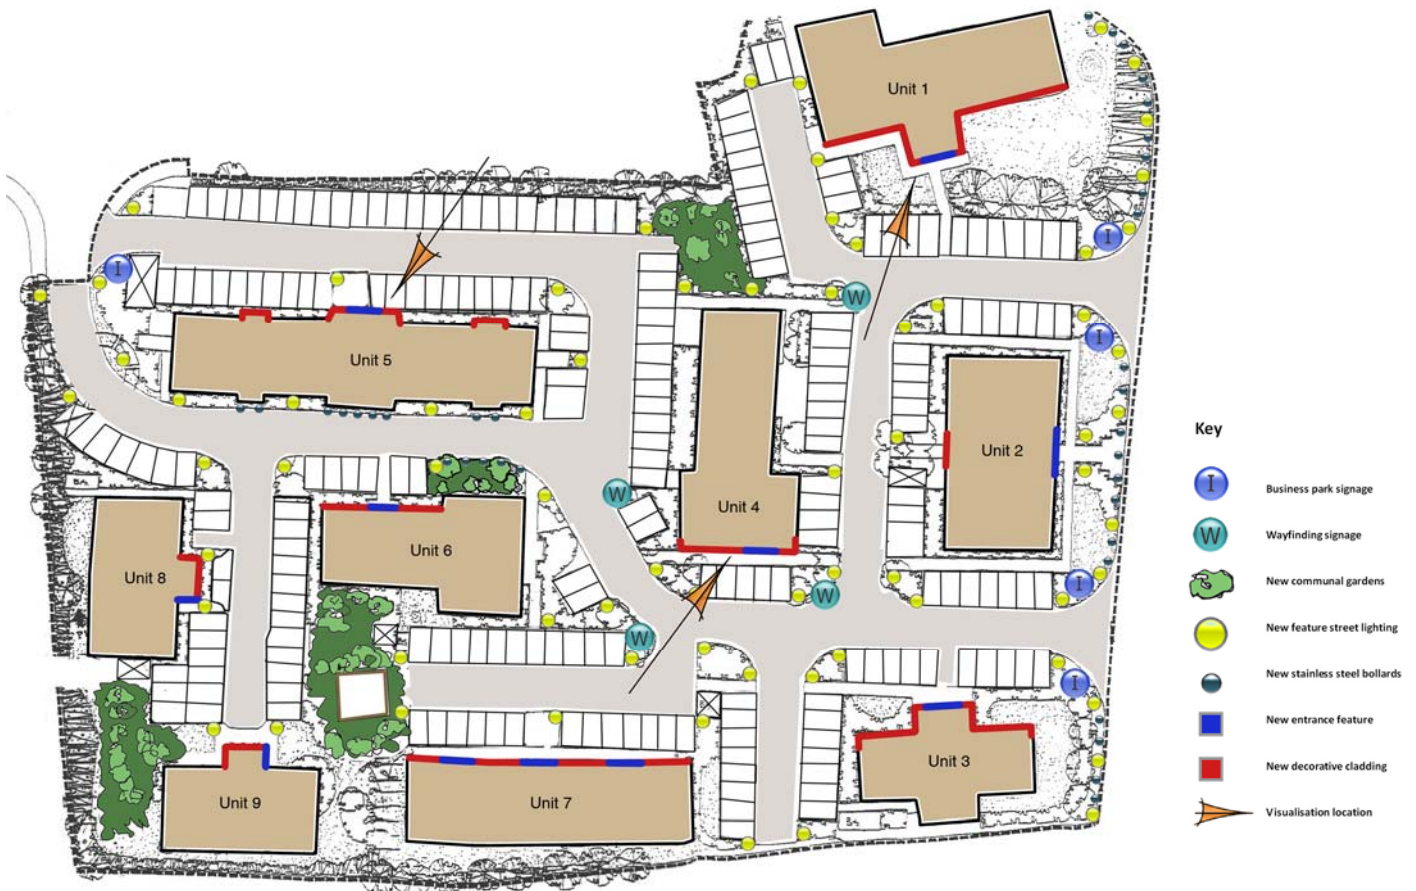 Unit 1
I
W
I
I
Unit 5
Unit 2
Key
I Business park signage
W
Unit 4
W Wayfinding signage
Unit 6
Unit 8
I
W
New communal gardens
W
New feature street lighting
I
New stainless steel bollards
New entrance feature
Unit 3
New decorative cladding
Unit 9
Unit 7
Visualisation location